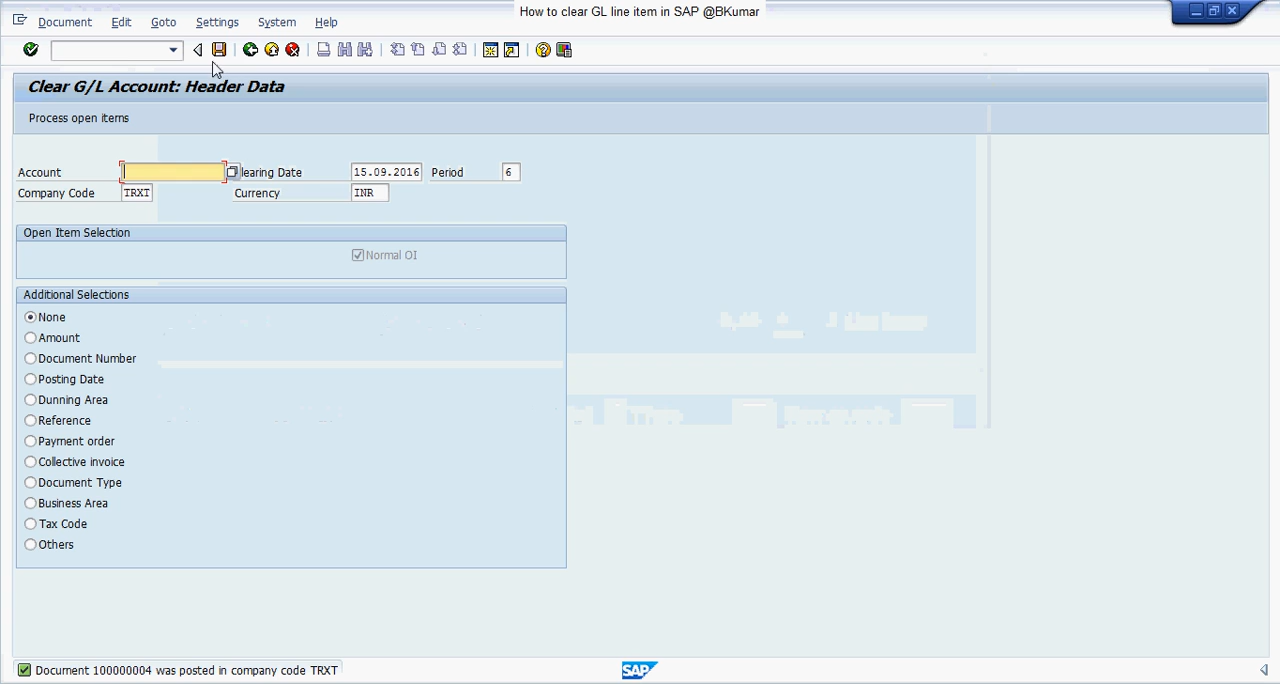 How to clear GL line item in SAP @BKumar
Document Edit Goto Settings System Help
Clear G/L Account: Header Data
Process open items
Account learing Date 15.09.2016 Period 6
Company Code TRXT Currency INR
Open Item Selection
Normal OI
Additional Selections
None
Amount
Document Number
Posting Date
Dunning Area
Reference
Payment order
Collective invoice
Document Type
Business Area
Tax Code
Others
Document 100000004 was posted in company code TRXT
SAP